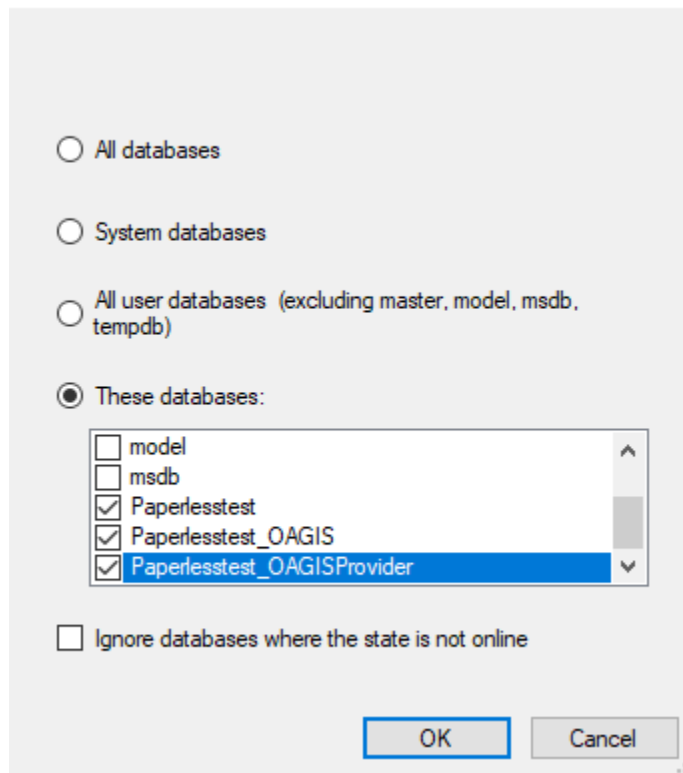 All databases
System databases
All user databases  (excluding master, model, msdb,
tempdb)
These databases:
model
msdb
Paperlesstest
Paperlesstest_OAGIS
Paperlesstest_OAGISProvider
Ignore databases where the state is not online
OK
Cancel